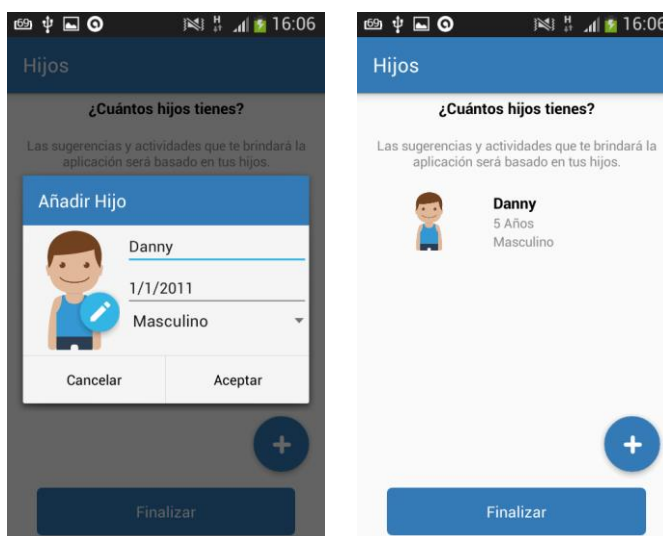 69 H 16:06
Hijos
¿Cuántos hijos tienes?
Las sugerencias y actividades que te brindará la
aplicación será basado en tus hijos.
Añadir Hijo
Danny
1/1/2011
Masculino
Cancelar Aceptar
+
Finalizar
69 H 16:06
Hijos
¿Cuántos hijos tienes?
Las sugerencias y actividades que te brindará la
aplicación será basado en tus hijos.
Danny
5 Años
Masculino
+
Finalizar